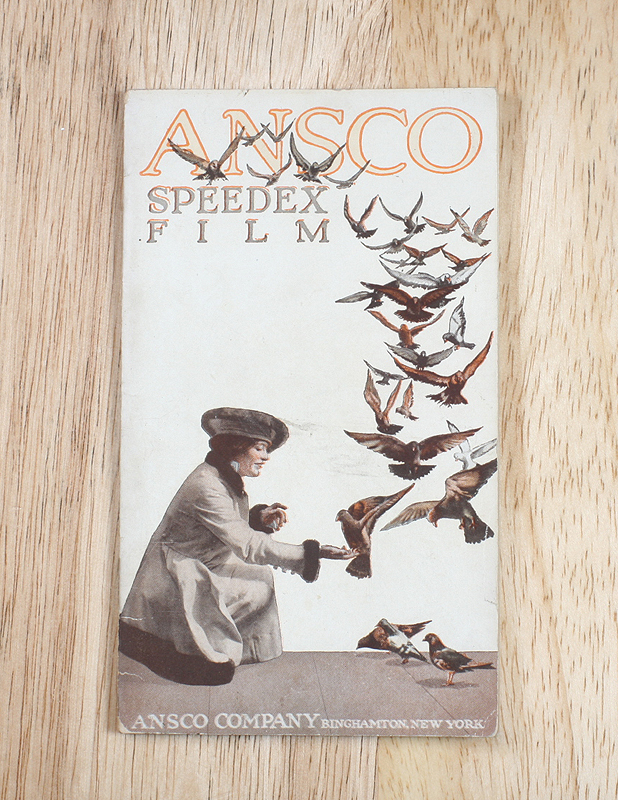 ANSCO
SPEEDEX
FILM
ANSCO COMPANY BINGHAMTON, NEW YORK